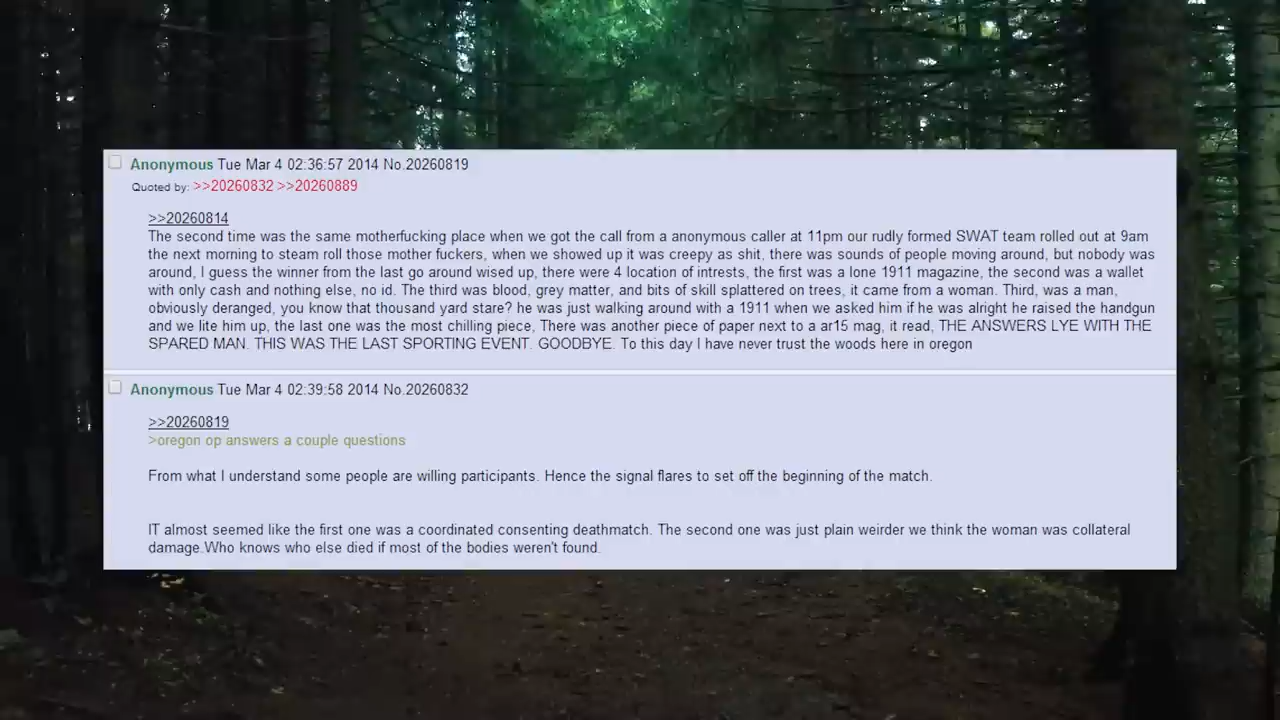 Anonymous Tue Mar 4 02:36:57 2014 No.20260819
Quoted by: >>20260832 >>20260889
>>20260814
The second time was the same motherfucking place when we got the call from a anonymous caller at 11pm our rudly formed SWAT team rolled out at 9am
the next morning to steam roll those mother fuckers, when we showed up it was creepy as shit, there was sounds of people moving around, but nobody was
around, I guess the winner from the last go around wised up, there were 4 location of intrests, the first was a lone 1911 magazine, the second was a wallet
with only cash and nothing else, no id. The third was blood, grey matter, and bits of skill splattered on trees, it came from a woman. Third, was a man,
obviously deranged, you know that thousand yard stare? he was just walking around with a 1911 when we asked him if he was alright he raised the handgun
and we lite him up, the last one was the most chilling piece, There was another piece of paper next to a ar15 mag, it read, THE ANSWERS LYE WITH THE
SPARED MAN. THIS WAS THE LAST SPORTING EVENT. GOODBYE. To this day I have never trust the woods here in oregon
Anonymous Tue Mar 4 02:39:58 2014 No.20260832
>>20260819
>oregon op answers a couple questions
From what I understand some people are willing participants. Hence the signal flares to set off the beginning of the match.
IT almost seemed like the first one was a coordinated consenting deathmatch. The second one was just plain weirder we think the woman was collateral
damage.Who knows who else died if most of the bodies weren't found.